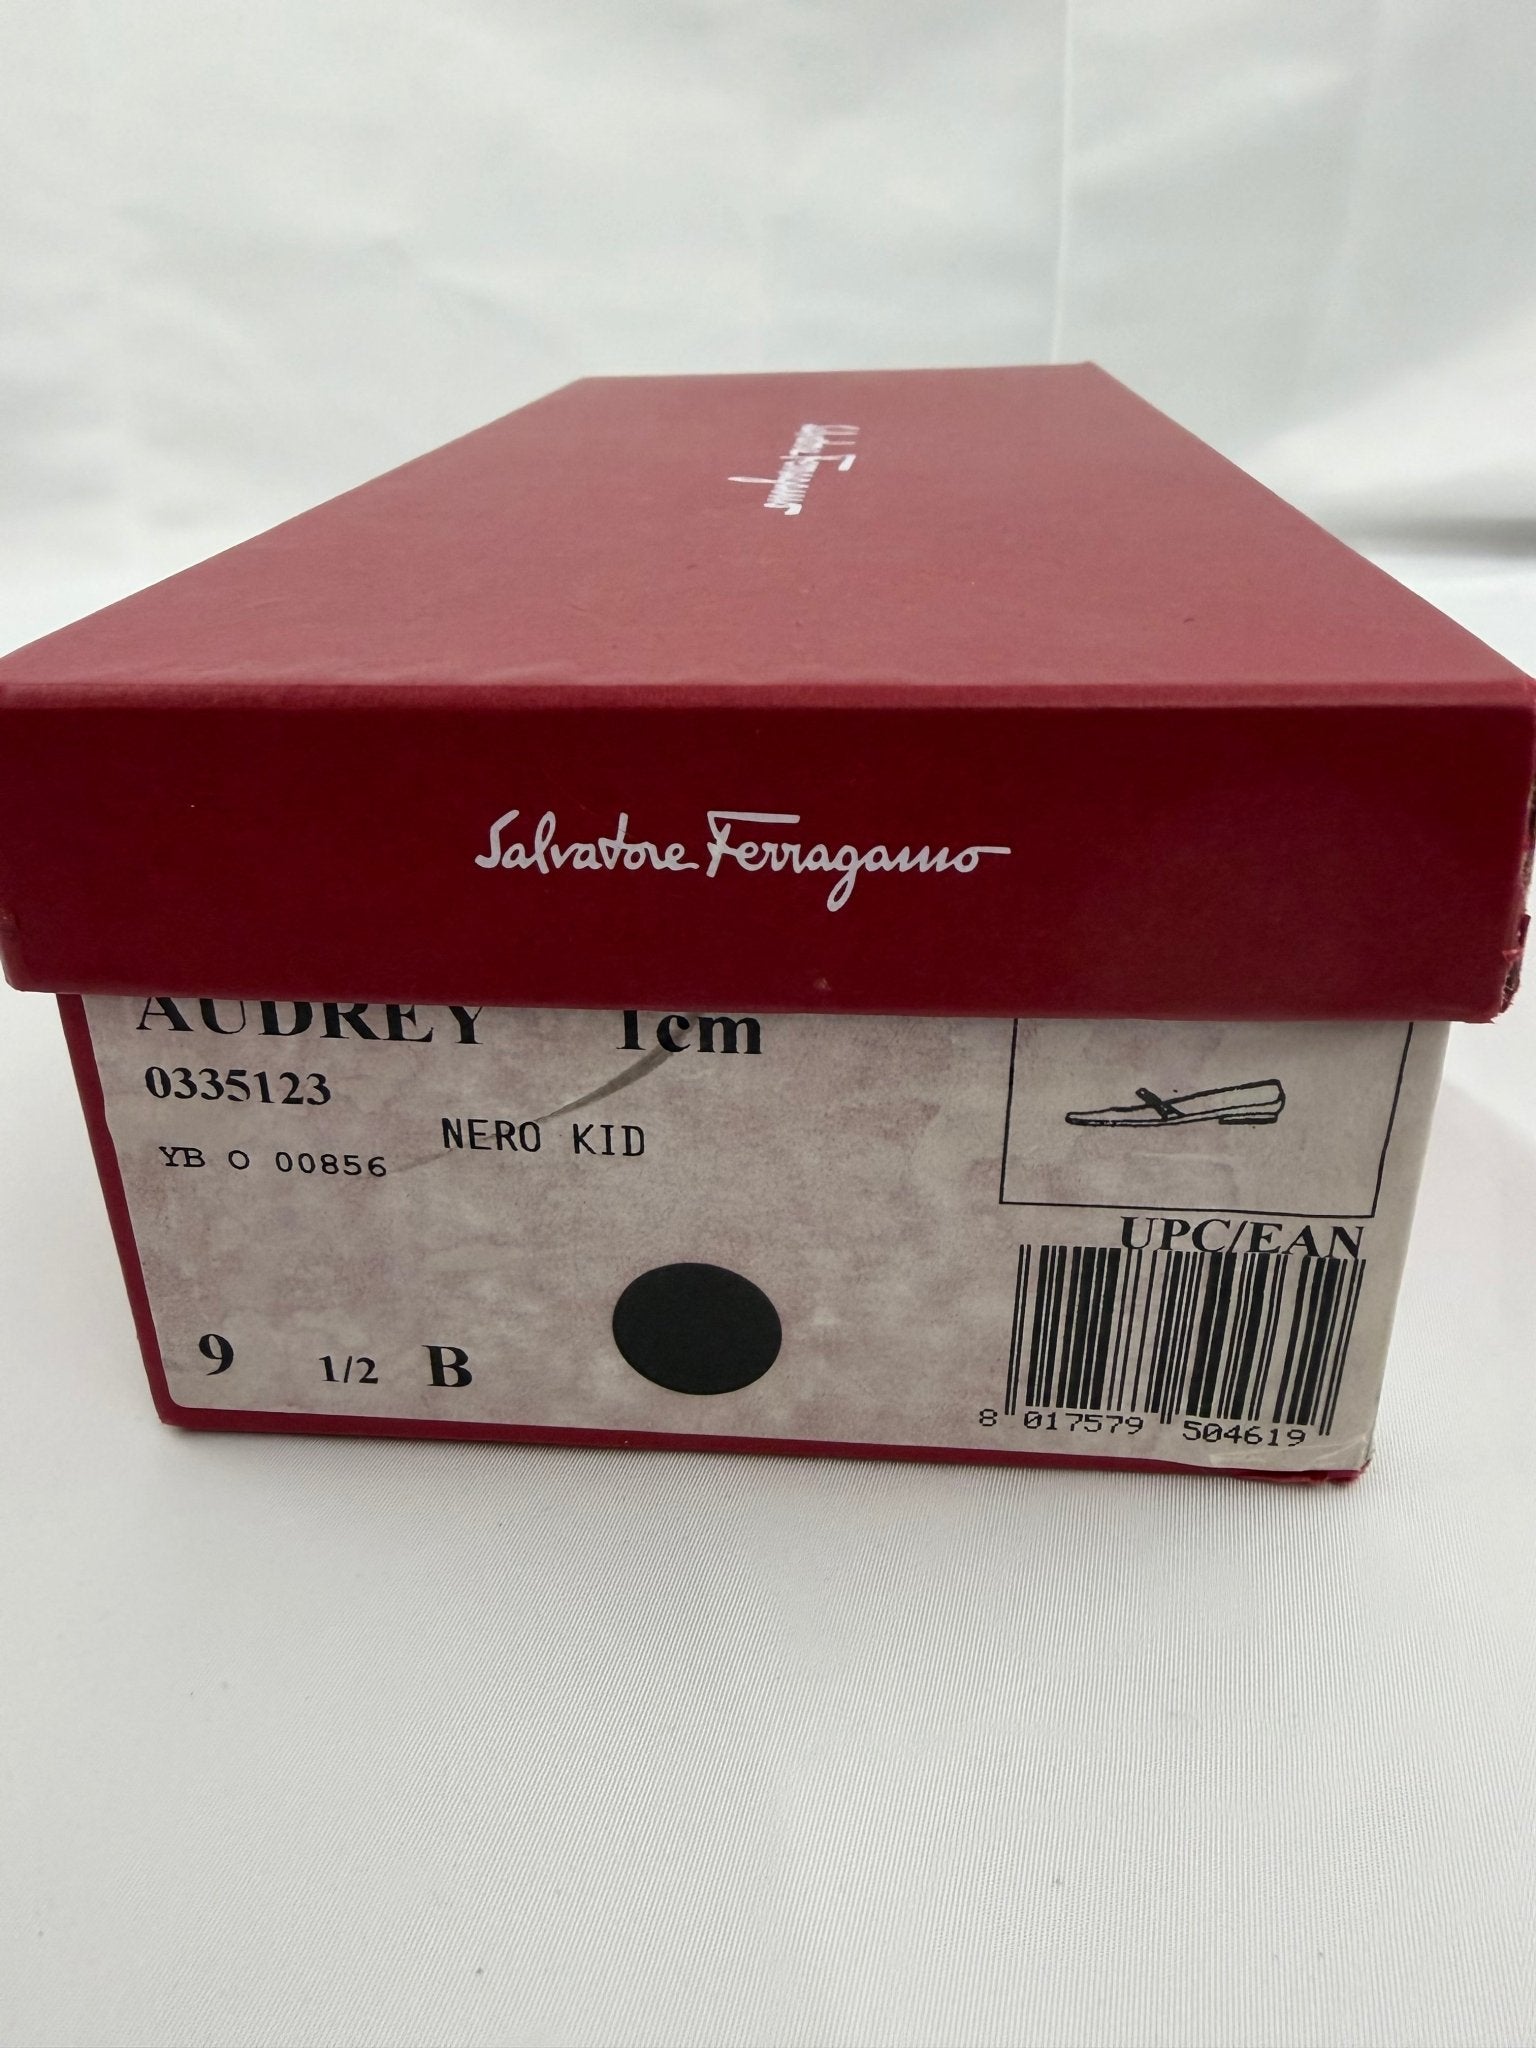 Salvatore Ferragamo
Salvatore Ferragamo
AUDREY 1cm
0335123
NERO KID
YB O 00856
UPC/EAN
9 1/2 B
8 017579 504619